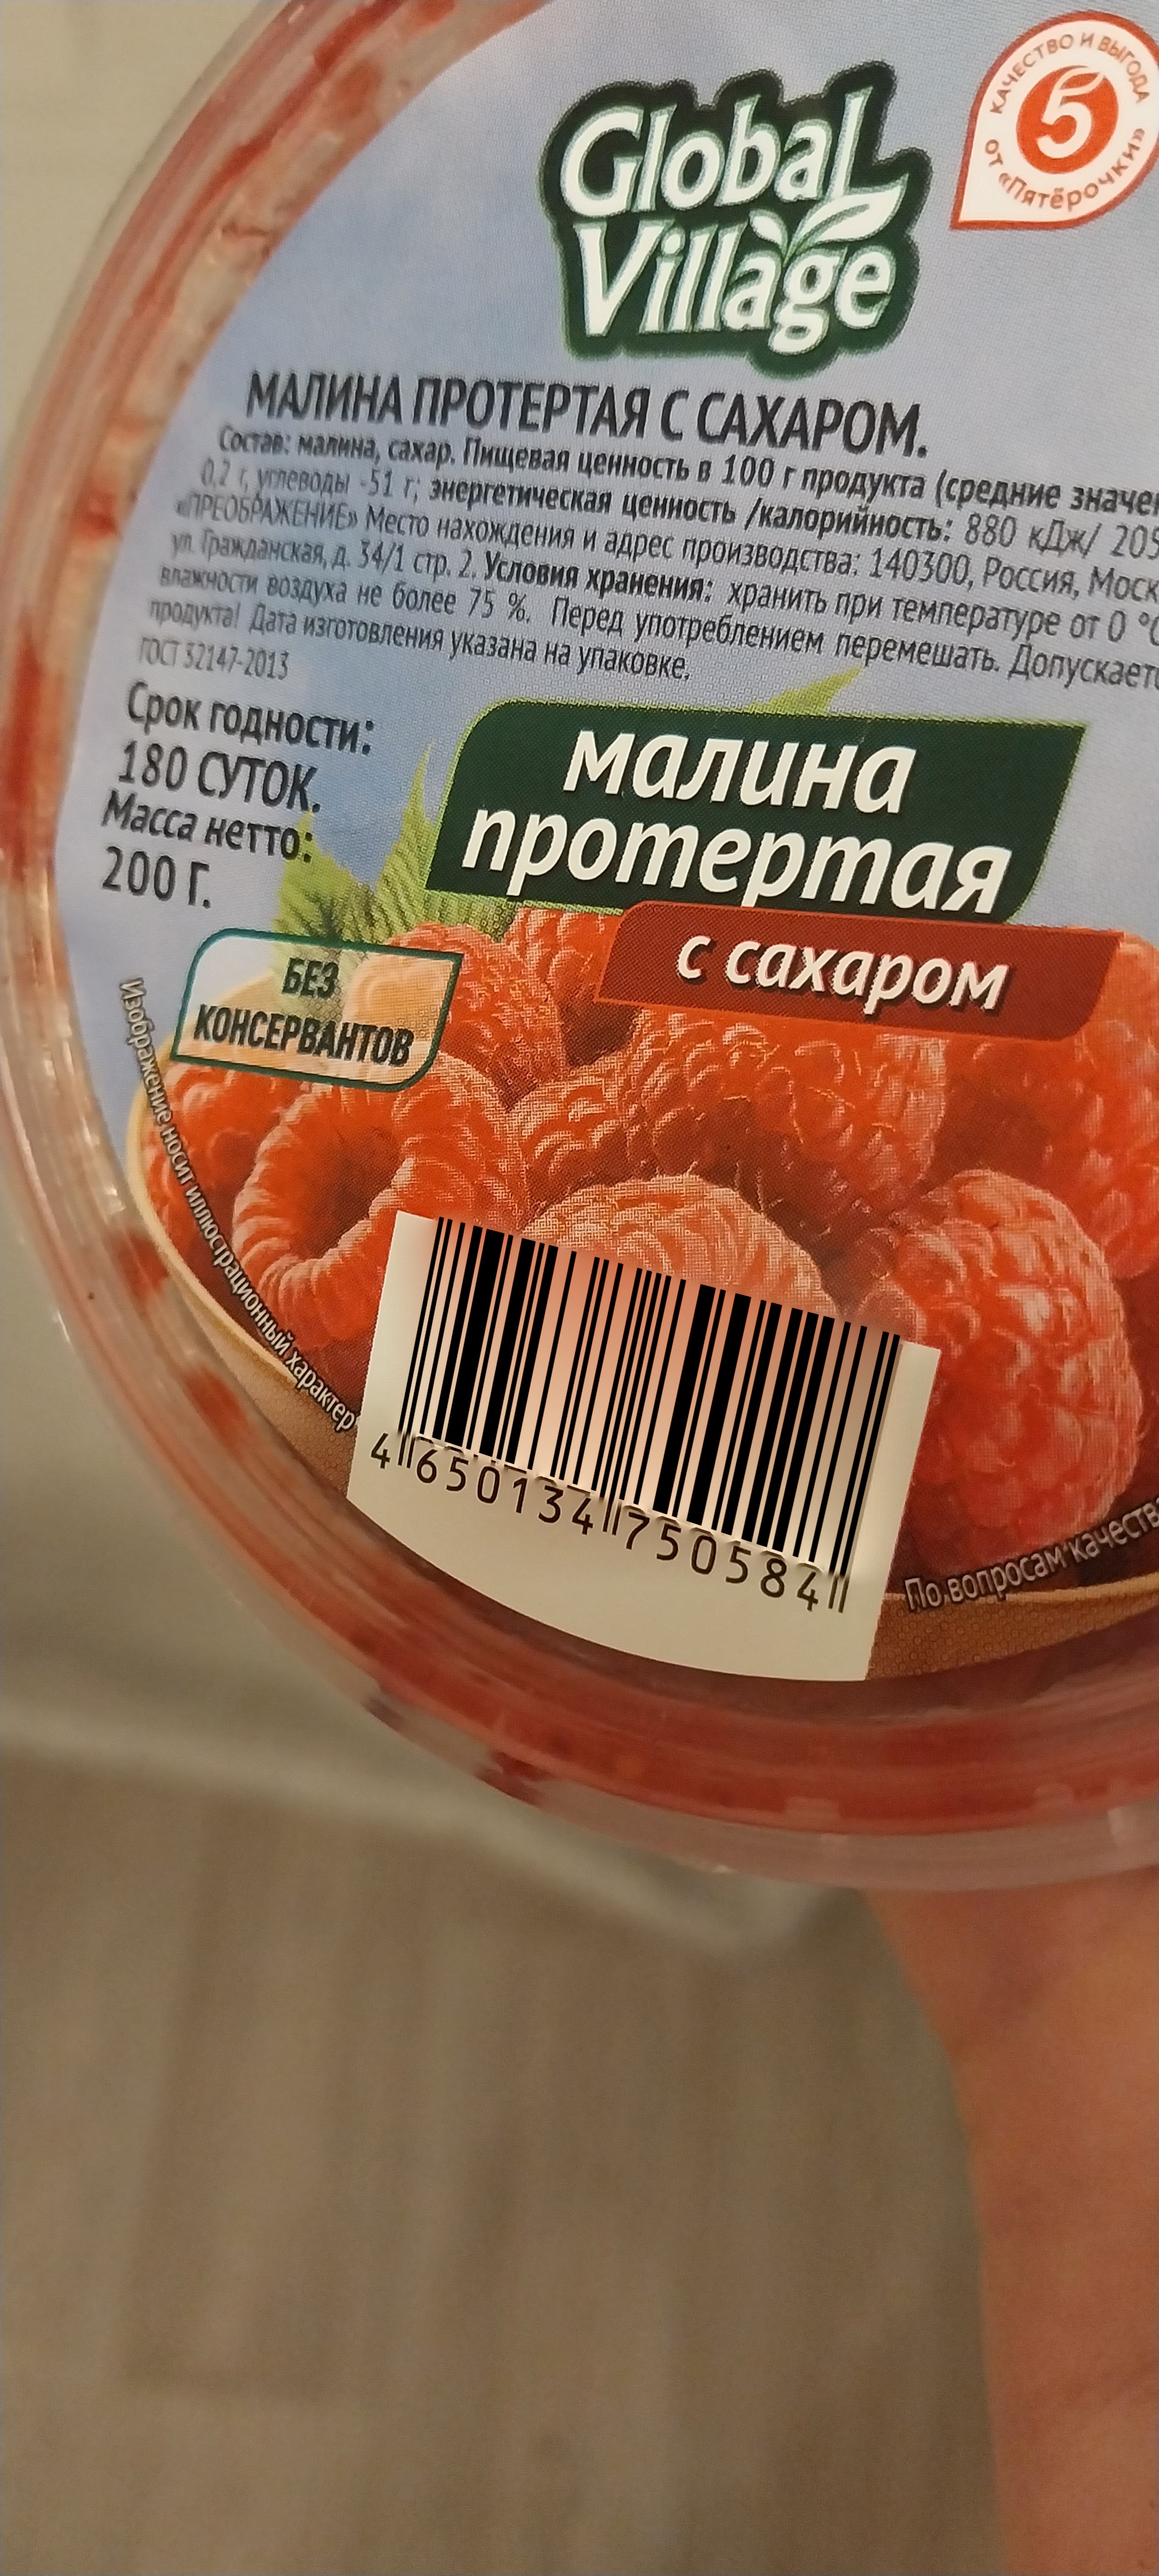 Global
Village
КАЧЕСТВО И ВЫГОДА
5
ОТ «Пятёрочки»
МАЛИНА ПРОТЕРТАЯ С САХАРОМ.
Состав: малина, сахар. Пищевая ценность в 100 г продукта (средние значен
0,2 г, углеводы -51 г; энергетическая ценность /калорийность: 880 кДж/ 205
«ПРЕОБРАЖЕНИЕ» Место нахождения и адрес производства: 140300, Россия, Моск
ул. Гражданская, д. 34/1 стр. 2. Условия хранения: хранить при температуре от 0 °С
влажности воздуха не более 75 %. Перед употреблением перемешать. Допускаетс
продукта! Дата изготовления указана на упаковке.
ГОСТ 32147-2013
Срок годности:
180 СУТОК.
Масса нетто:
200 Г.
малина
протертая
с сахаром
БЕЗ
КОНСЕРВАНТОВ
Изображение носит иллюстрационный характер
4 650134 750584
По вопросам качества